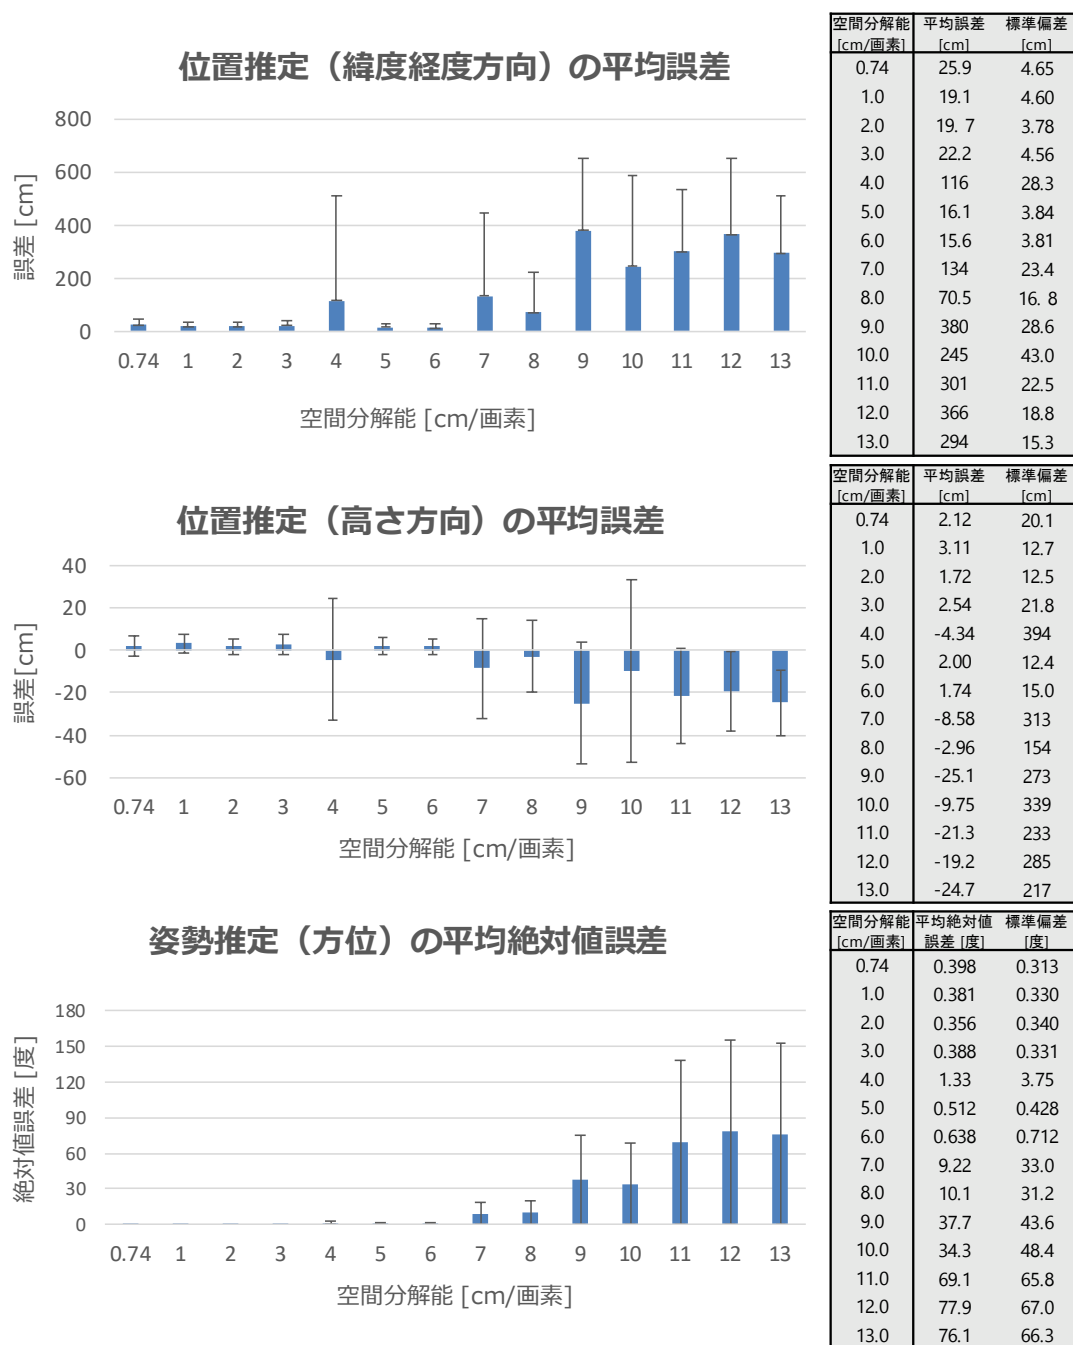 位置推定（緯度経度方向）の平均誤差
800
600
400
200
0
誤差 [cm]
0.74 1 2 3 4 5 6 7 8 9 10 11 12 13
空間分解能 [cm/画素]
空間分解能 平均誤差 標準偏差
[cm/画素] [cm] [cm]
0.74 25.9 4.65
1.0 19.1 4.60
2.0 19. 7 3.78
3.0 22.2 4.56
4.0 116 28.3
5.0 16.1 3.84
6.0 15.6 3.81
7.0 134 23.4
8.0 70.5 16. 8
9.0 380 28.6
10.0 245 43.0
11.0 301 22.5
12.0 366 18.8
13.0 294 15.3
位置推定（高さ方向）の平均誤差
40
20
0
-20
-40
-60
誤差[cm]
0.74 1 2 3 4 5 6 7 8 9 10 11 12 13
空間分解能 [cm/画素]
空間分解能 平均誤差 標準偏差
[cm/画素] [cm] [cm]
0.74 2.12 20.1
1.0 3.11 12.7
2.0 1.72 12.5
3.0 2.54 21.8
4.0 -4.34 394
5.0 2.00 12.4
6.0 1.74 15.0
7.0 -8.58 313
8.0 -2.96 154
9.0 -25.1 273
10.0 -9.75 339
11.0 -21.3 233
12.0 -19.2 285
13.0 -24.7 217
姿勢推定（方位）の平均絶対値誤差
180
150
120
90
60
30
0
絶対値誤差 [度]
0.74 1 2 3 4 5 6 7 8 9 10 11 12 13
空間分解能 [cm/画素]
空間分解能 平均絶対値 標準偏差
[cm/画素] 誤差 [度] [度]
0.74 0.398 0.313
1.0 0.381 0.330
2.0 0.356 0.340
3.0 0.388 0.331
4.0 1.33 3.75
5.0 0.512 0.428
6.0 0.638 0.712
7.0 9.22 33.0
8.0 10.1 31.2
9.0 37.7 43.6
10.0 34.3 48.4
11.0 69.1 65.8
12.0 77.9 67.0
13.0 76.1 66.3